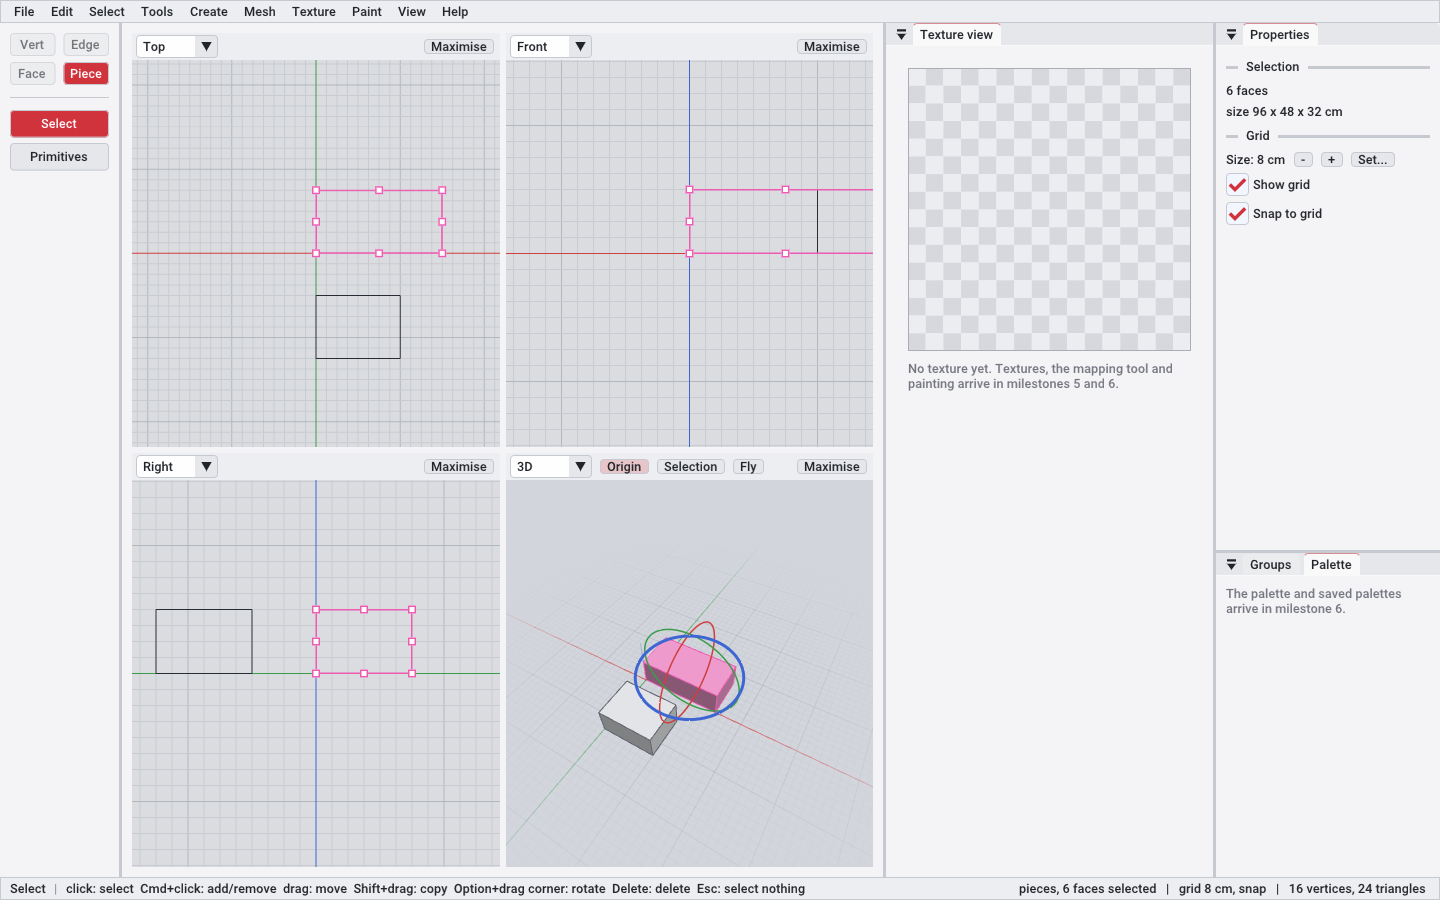 File Edit Select Tools Create Mesh Texture Paint View Help
Vert Edge
Face Piece
Select
Primitives
Top Maximise
Front Maximise
Right Maximise
3D Origin Selection Fly Maximise
Texture view
No texture yet. Textures, the mapping tool and
painting arrive in milestones 5 and 6.
Properties
Selection
6 faces
size 96 x 48 x 32 cm
Grid
Size: 8 cm - + Set...
Show grid
Snap to grid
Groups Palette
The palette and saved palettes
arrive in milestone 6.
Select | click: select Cmd+click: add/remove drag: move Shift+drag: copy Option+drag corner: rotate Delete: delete Esc: select nothing
pieces, 6 faces selected | grid 8 cm, snap | 16 vertices, 24 triangles